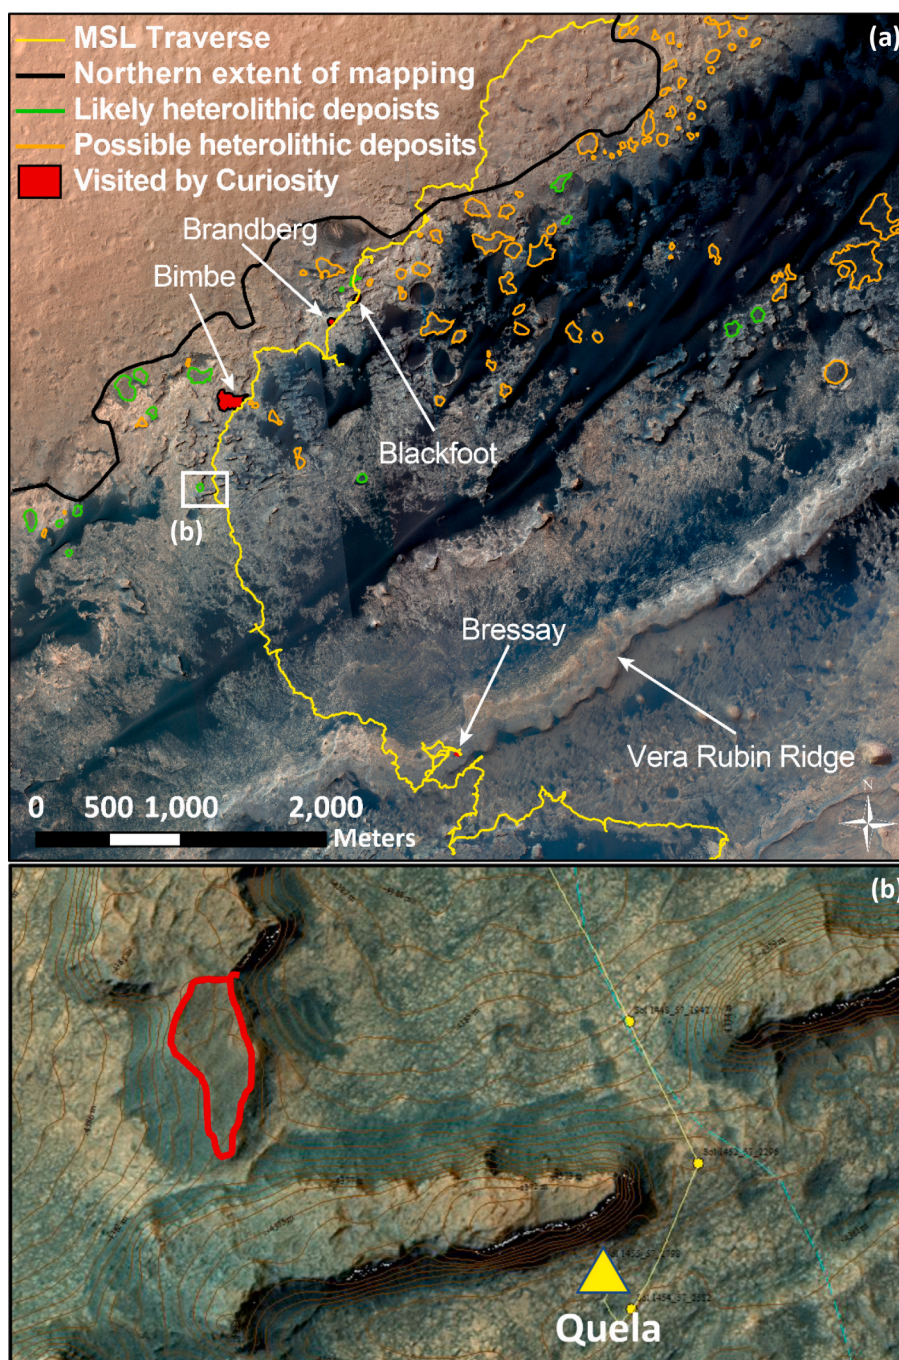 (a)
MSL Traverse
Northern extent of mapping
Likely heterolithic depoists
Possible heterolithic deposits
Visited by Curiosity
Brandberg
Bimbe
Blackfoot
(b)
Bressay
Vera Rubin Ridge
N
0 500 1,000 2,000
Meters
(b)
Quela